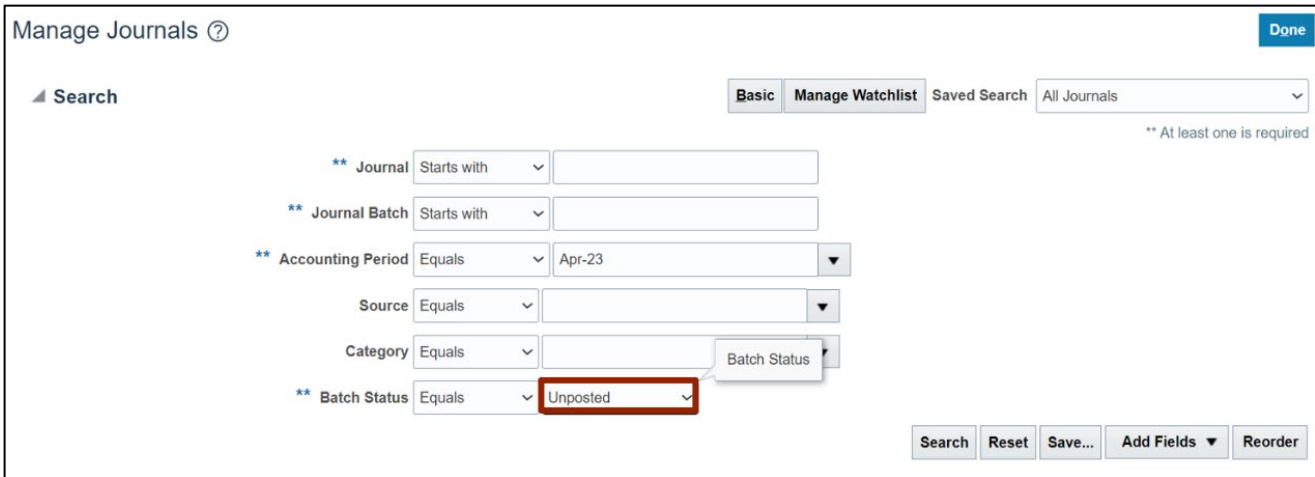 Manage Journals ?
Done
Search
Basic Manage Watchlist Saved Search All Journals
** At least one is required
** Journal Starts with
** Journal Batch Starts with
** Accounting Period Equals Apr-23
Source Equals
Category Equals
Batch Status
** Batch Status Equals Unposted
Search Reset Save... Add Fields Reorder